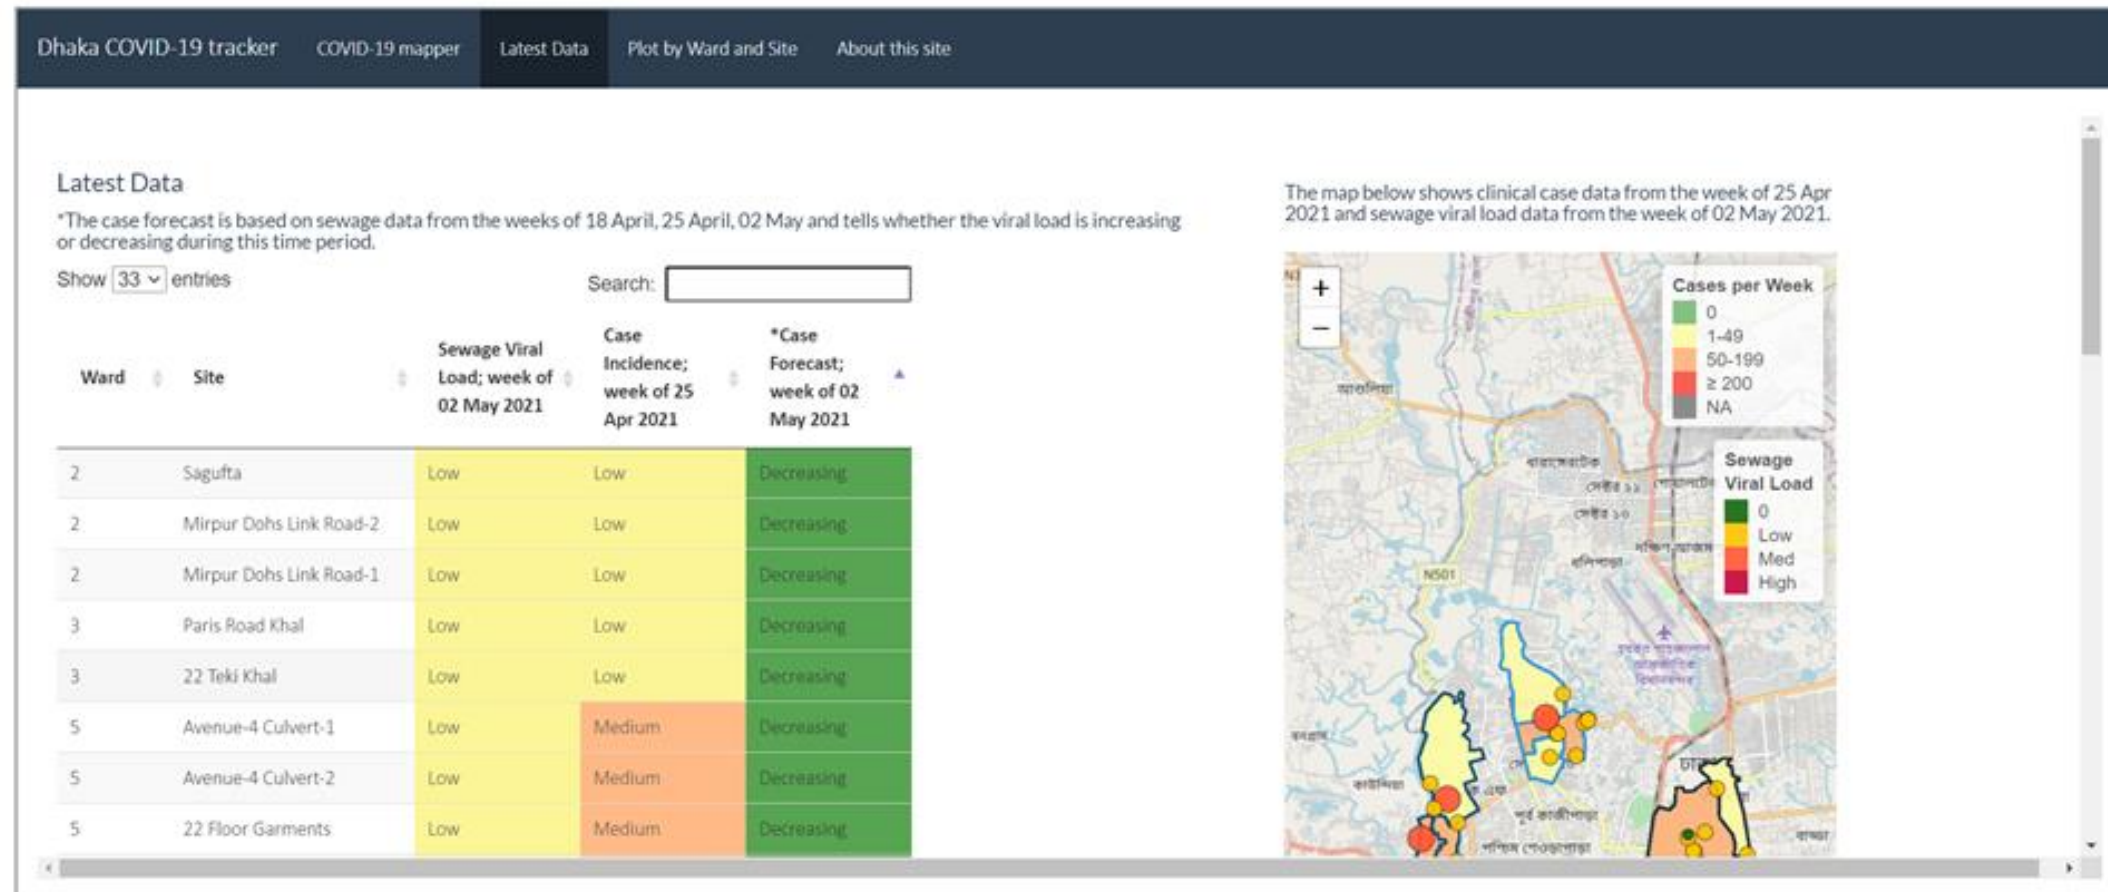 Dhaka COVID-19 tracker COVID-19 mapper Latest Data Plot by Ward and Site About this site
Latest Data
*The case forecast is based on sewage data from the weeks of 18 April, 25 April, 02 May and tells whether the viral load is increasing
or decreasing during this time period.
Show 33 entries
Search:
Ward
Site
Sewage Viral
Load; week of
02 May 2021
Case
Incidence;
week of 25
Apr 2021
*Case
Forecast;
week of 02
May 2021
2 Sagufta Low Low Decreasing
2 Mirpur Dohs Link Road-2 Low Low Decreasing
2 Mirpur Dohs Link Road-1 Low Low Decreasing
3 Paris Road Khal Low Low Decreasing
3 22 Teki Khal Low Low Decreasing
5 Avenue-4 Culvert-1 Low Medium Decreasing
5 Avenue-4 Culvert-2 Low Medium Decreasing
5 22 Floor Garments Low Medium Decreasing
The map below shows clinical case data from the week of 25 Apr
2021 and sewage viral load data from the week of 02 May 2021.
+
−
Cases per Week
0
1-49
50-199
≥ 200
NA
Sewage
Viral Load
0
Low
Med
High
আশুলিয়া
সেক্টর ১১
সেক্টর ১০
N501
কাউন্দিয়া
পূর্ব কাজীপাড়া
পশ্চিম শেওড়াপাড়া
বাড্ডা